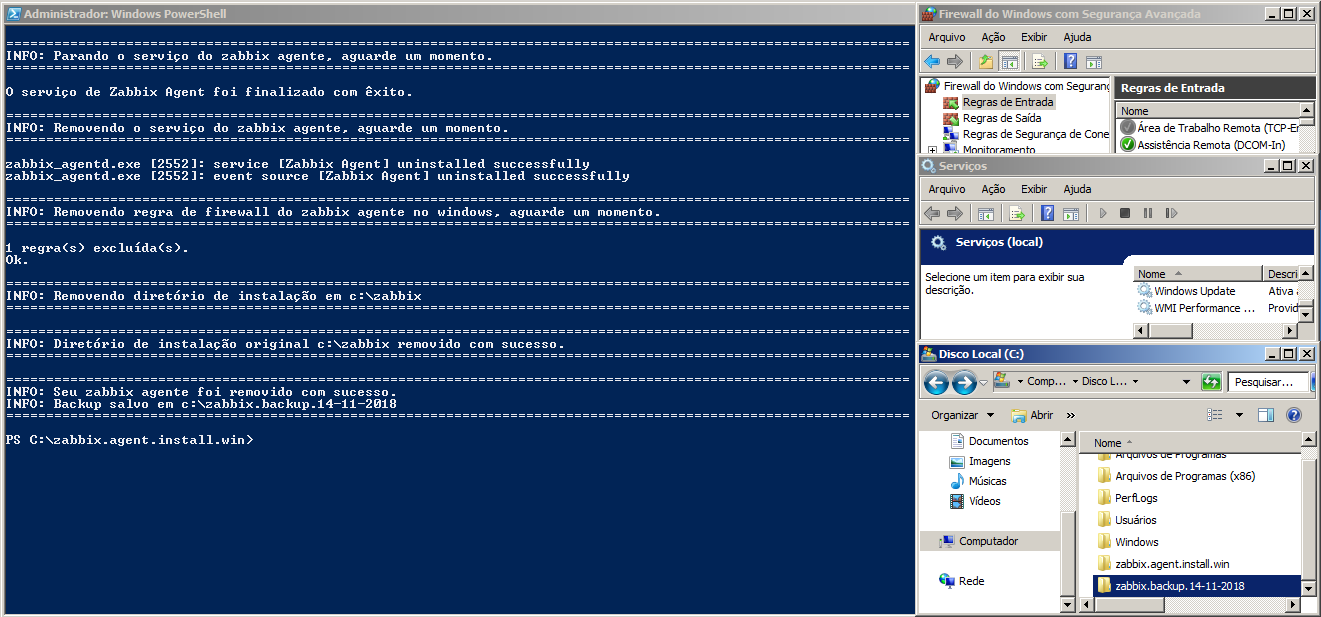 Administrador: Windows PowerShell
===============================================================================
INFO: Parando o serviço do zabbix agente, aguarde um momento.
===============================================================================
O serviço de Zabbix Agent foi finalizado com êxito.
===============================================================================
INFO: Removendo o serviço do zabbix agente, aguarde um momento.
===============================================================================
zabbix_agentd.exe [2552]: service [Zabbix Agent] uninstalled successfully
zabbix_agentd.exe [2552]: event source [Zabbix Agent] uninstalled successfully
===============================================================================
INFO: Removendo regra de firewall do zabbix agente no windows, aguarde um momento.
===============================================================================
1 regra(s) excluída(s).
Ok.
===============================================================================
INFO: Removendo diretório de instalação em c:\zabbix
===============================================================================
===============================================================================
INFO: Diretório de instalação original c:\zabbix removido com sucesso.
===============================================================================
===============================================================================
INFO: Seu zabbix agente foi removido com sucesso.
INFO: Backup salvo em c:\zabbix.backup.14-11-2018
===============================================================================
PS C:\zabbix.agent.install.win>
Firewall do Windows com Segurança Avançada
Arquivo Ação Exibir Ajuda
Firewall do Windows com Seguranç
Regras de Entrada
Regras de Saída
Regras de Segurança de Cone
Monitoramento
Regras de Entrada
Nome
Área de Trabalho Remota (TCP-En
Assistência Remota (DCOM-In)
Serviços
Arquivo Ação Exibir Ajuda
Serviços (local)
Selecione um item para exibir sua
descrição.
Nome Descri
Windows Update Ativa
WMI Performance ... Provid
Disco Local (C:)
Comp... Disco L... Pesquisar...
Organizar Abrir »
Documentos
Imagens
Músicas
Vídeos
Computador
Rede
Nome
Arquivos de Programas
Arquivos de Programas (x86)
PerfLogs
Usuários
Windows
zabbix.agent.install.win
zabbix.backup.14-11-2018